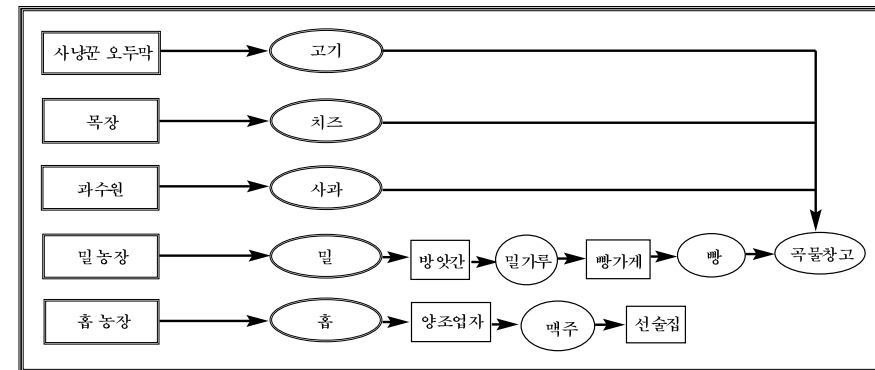 사냥꾼 오두막
고기
목장
치즈
과수원
사과
밀농장
밀
방앗간
밀가루
빵가게
빵
곡물창고
홉 농장
홉
양조업자
맥주
선술집